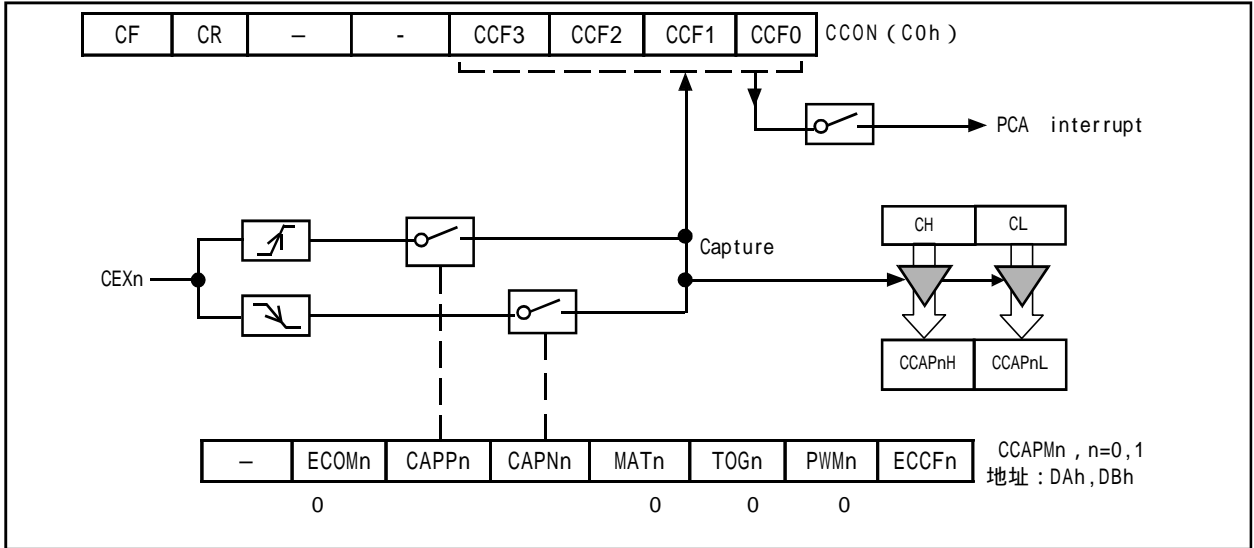 CF CR – - CCF3 CCF2 CCF1 CCF0 CCON(C0h)
PCA interrupt
CH CL
Capture
CEXn
CCAPnH CCAPnL
– ECOMn CAPPn CAPNn MATn TOGn PWMn ECCFn
CCAPMn,n=0,1
地址:DAh,DBh
0 0 0 0